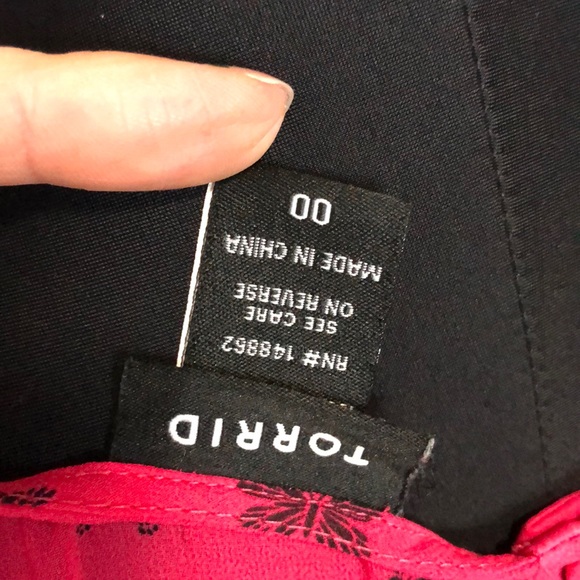 TORRID
RN# 148862
SEE CARE
ON REVERSE
MADE IN CHINA
00